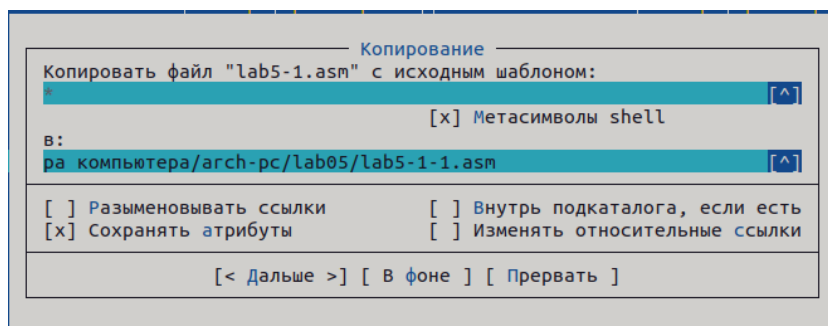 Копирование
Копировать файл "lab5-1.asm" с исходным шаблоном:
* [^]
[x] Метасимволы shell
в:
ра компьютера/arch-pc/lab05/lab5-1-1.asm [^]
[ ] Разыменовывать ссылки [ ] Внутрь подкаталога, если есть
[x] Сохранять атрибуты [ ] Изменять относительные ссылки
[< Дальше >] [ В фоне ] [ Прервать ]